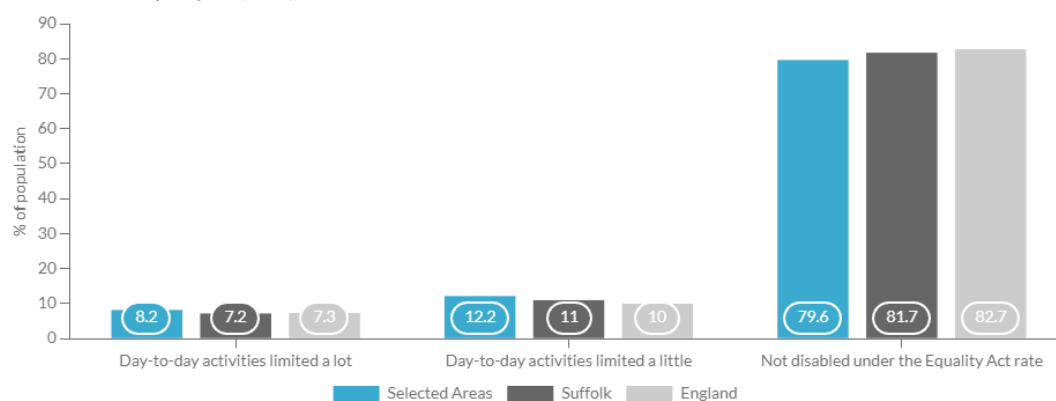 90
80
70
60
50
40
30
20
10
0
% of population
8.2 7.2 7.3 12.2 11 10 79.6 81.7 82.7
Day-to-day activities limited a lot Day-to-day activities limited a little Not disabled under the Equality Act rate
Selected Areas Suffolk England